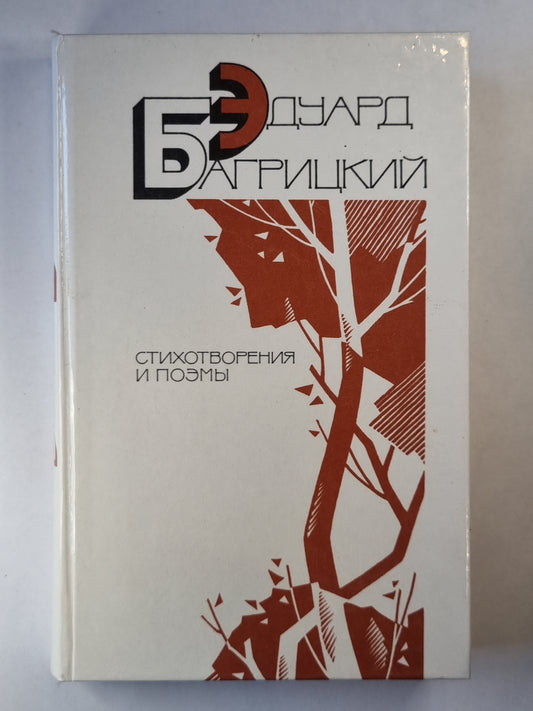 Эдуард
Багрицкий
Стихотворения
и поэмы